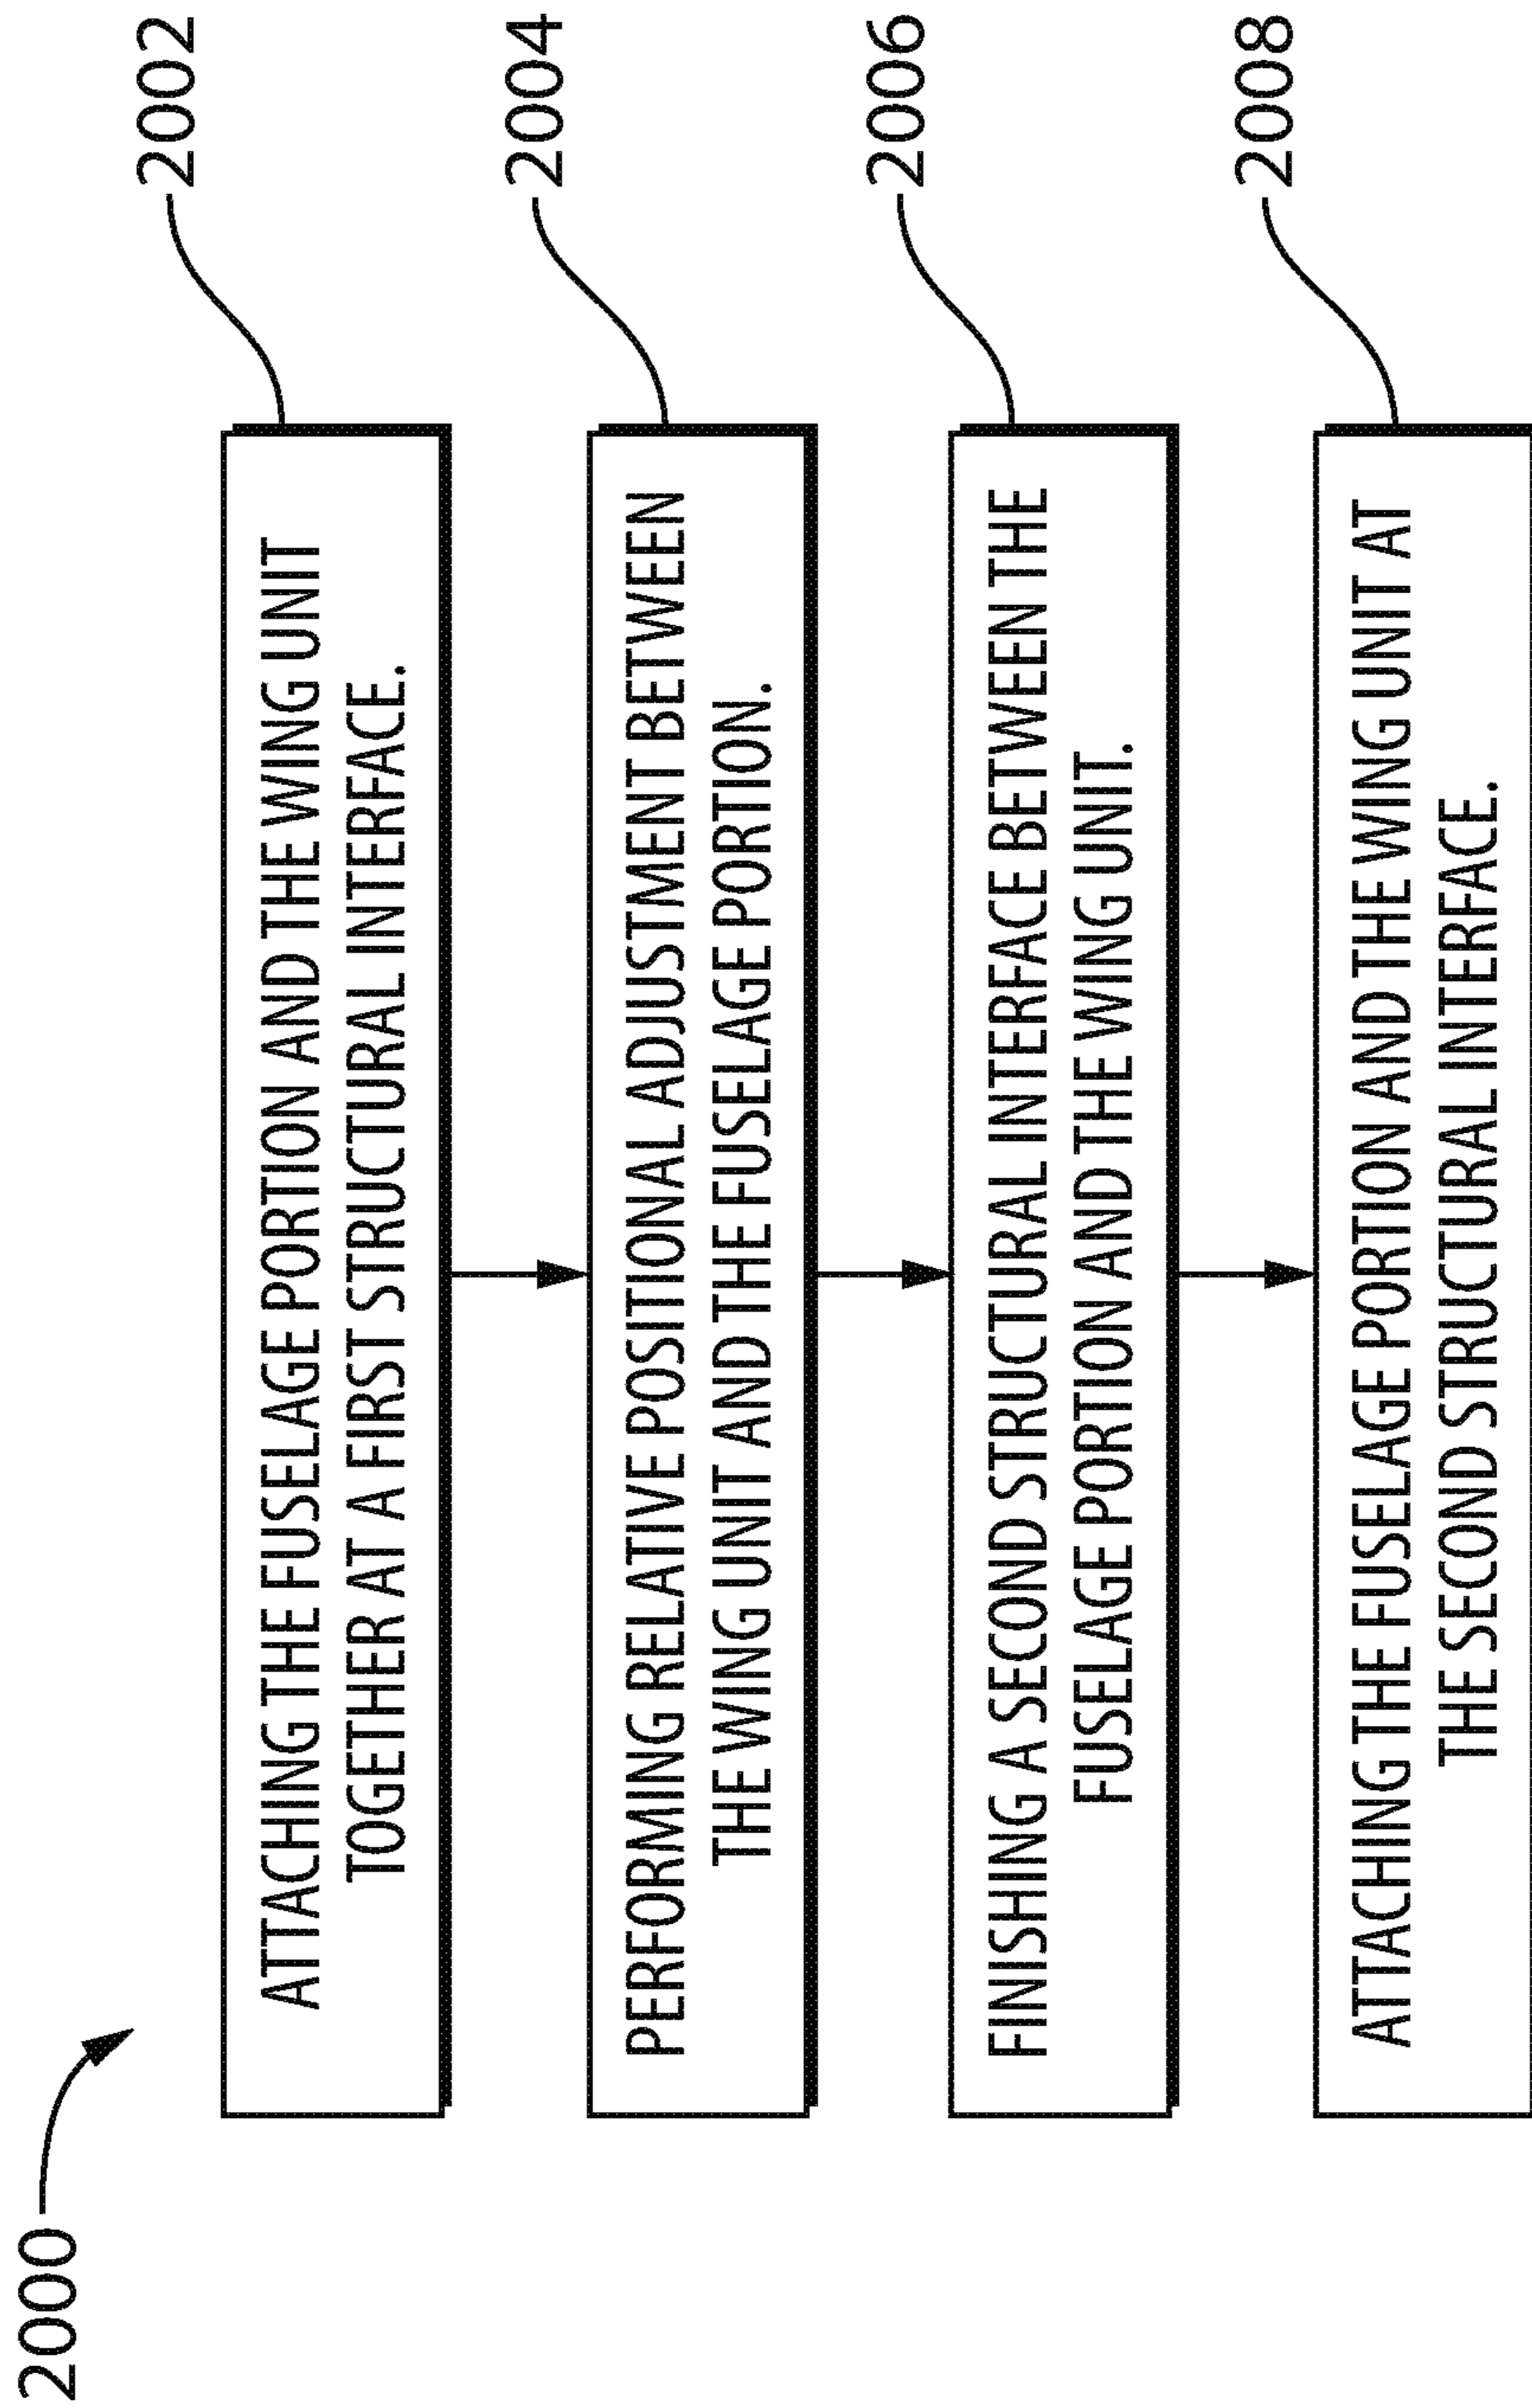 2000
ATTACHING THE FUSELAGE PORTION AND THE WING UNIT
TOGETHER AT A FIRST STRUCTURAL INTERFACE.
2002
PERFORMING RELATIVE POSITIONAL ADJUSTMENT BETWEEN
THE WING UNIT AND THE FUSELAGE PORTION.
2004
FINISHING A SECOND STRUCTURAL INTERFACE BETWEEN THE
FUSELAGE PORTION AND THE WING UNIT.
2006
ATTACHING THE FUSELAGE PORTION AND THE WING UNIT AT
THE SECOND STRUCTURAL INTERFACE.
2008